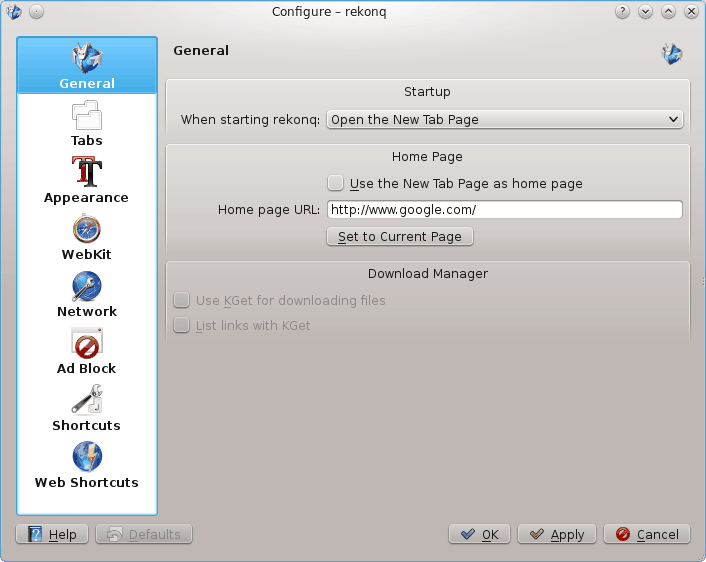 Configure – rekonq
General
General
Tabs
Appearance
WebKit
Network
Ad Block
Shortcuts
Web Shortcuts
Startup
When starting rekonq: Open the New Tab Page
Home Page
Use the New Tab Page as home page
Home page URL: http://www.google.com/
Set to Current Page
Download Manager
Use KGet for downloading files
List links with KGet
Help Defaults OK Apply Cancel